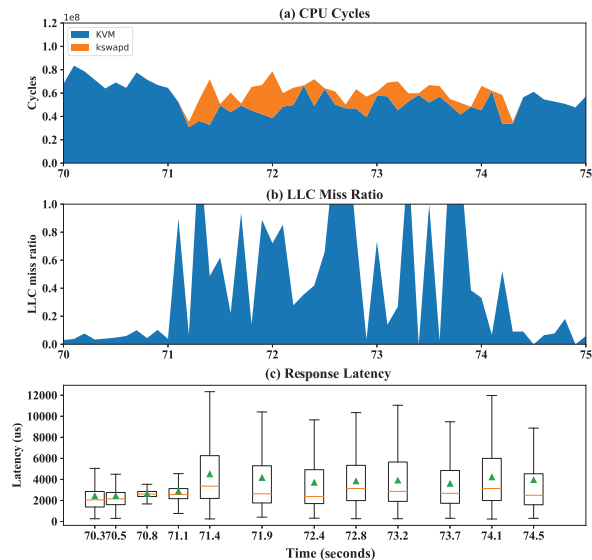 (a) CPU Cycles
1e8
1.2
1.0
0.8
0.6
0.4
0.2
0.0
Cycles
KVM
kswapd
70 71 72 73 74 75
(b) LLC Miss Ratio
1.0
0.8
0.6
0.4
0.2
0.0
LLC miss ratio
70 71 72 73 74 75
(c) Response Latency
12000
10000
8000
6000
4000
2000
0
Latency (us)
70.3 70.5 70.8 71.1 71.4 71.9 72.4 72.8 73.2 73.7 74.1 74.5
Time (seconds)